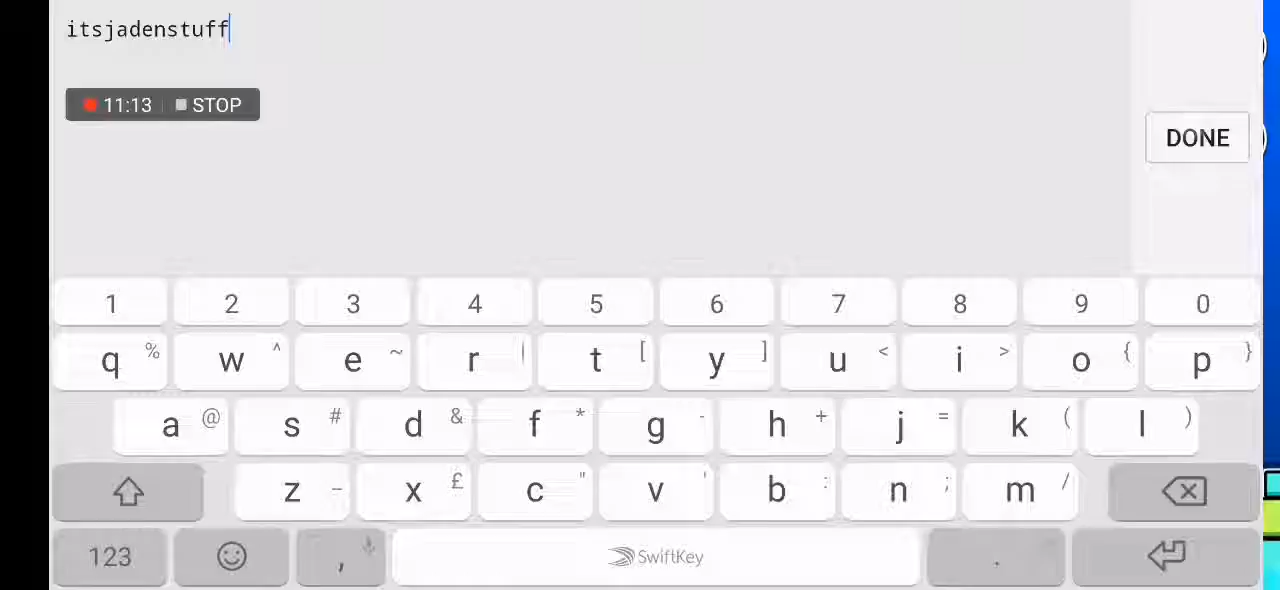 itsjadenstuff
11:13 STOP
DONE
1 2 3 4 5 6 7 8 9 0
q % w ^ e ~ r | t [ y ] u < i > o { p }
a @ s # d & f * g - h + j = k ( l )
z _ x £ c " v ' b : n ; m /
123 , SwiftKey .